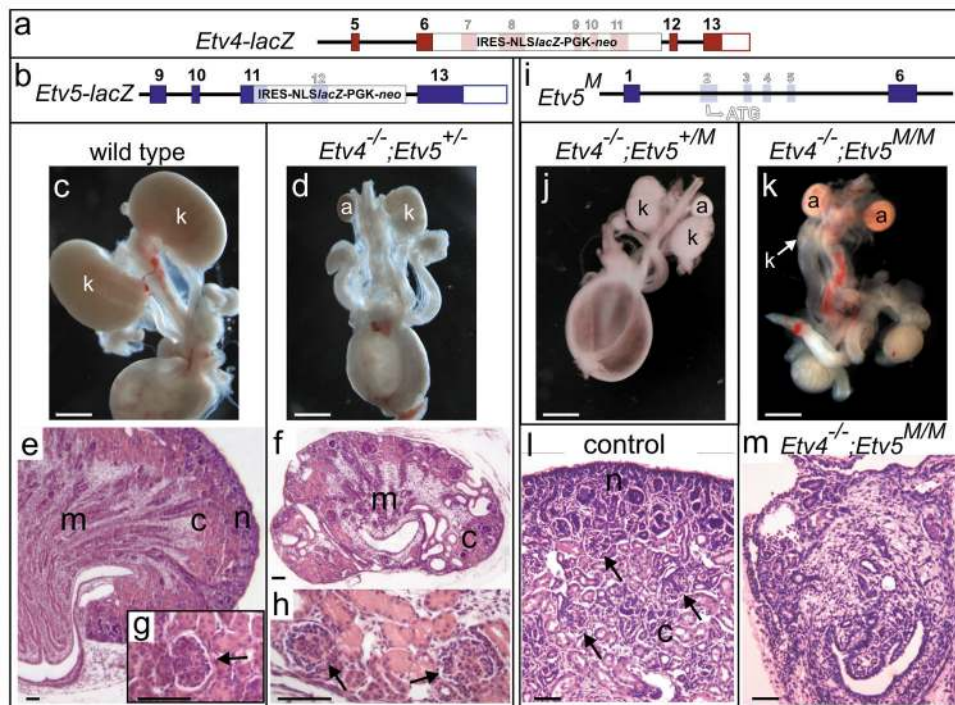 a
Etv4-lacZ
5 6 7 8 9 10 11 12 13
IRES-NLSlacZ-PGK-neo
b
Etv5-lacZ
9 10 11 12 13
IRES-NLSlacZ-PGK-neo
i
Etv5M
1 2 3 4 5 6
ATG
wild type
Etv4-/-;Etv5+/-
Etv4-/-;Etv5+/M
Etv4-/-;Etv5M/M
c
k
k
d
a
k
j
k
a
k
k
a
a
k
e
m
c
n
g
f
m
c
h
control
l
n
c
Etv4-/-;Etv5M/M
m